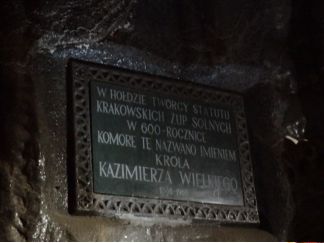 W HOŁDZIE TWÓRCY STATUTU
KRAKOWSKICH ŻUP SOLNYCH
W 600-ROCZNICĘ
KOMORĘ TĘ NAZWANO IMIENIEM
KRÓLA
KAZIMIERZA WIELKIEGO